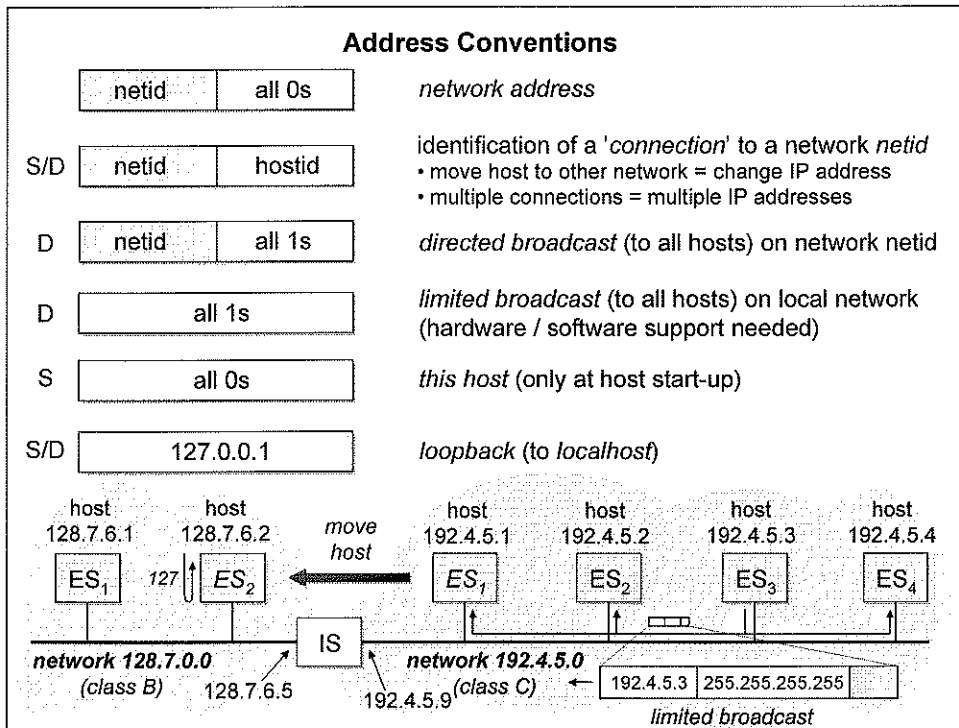 Address Conventions
netid all 0s network address
S/D netid hostid identification of a 'connection' to a network netid
• move host to other network = change IP address
• multiple connections = multiple IP addresses
D netid all 1s directed broadcast (to all hosts) on network netid
D all 1s limited broadcast (to all hosts) on local network
(hardware / software support needed)
S all 0s this host (only at host start-up)
S/D 127.0.0.1 loopback (to localhost)
host host host host host host
128.7.6.1 128.7.6.2 move host 192.4.5.1 192.4.5.2 192.4.5.3 192.4.5.4
ES1 127 ES2 ES1 ES2 ES3 ES4
IS
network 128.7.0.0 network 192.4.5.0
(class B) 128.7.6.5 192.4.5.9 (class C) 192.4.5.3 255.255.255.255
limited broadcast